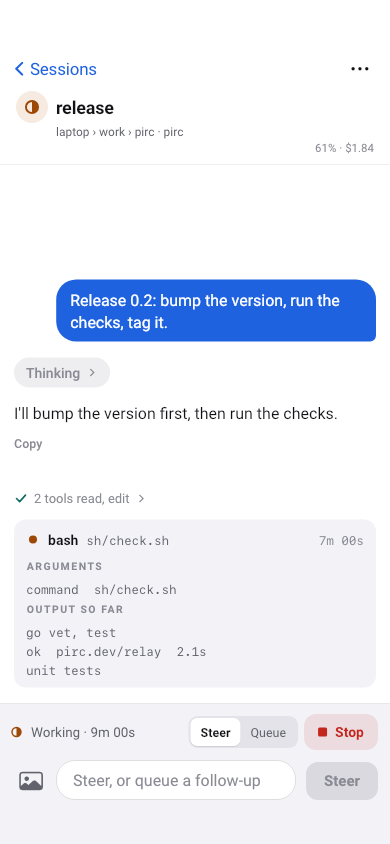 Sessions
release
laptop › work › pirc · pirc
61% · $1.84
Release 0.2: bump the version, run the
checks, tag it.
Thinking
I'll bump the version first, then run the checks.
Copy
2 tools read, edit
bash sh/check.sh 7m 00s
ARGUMENTS
command sh/check.sh
OUTPUT SO FAR
go vet, test
ok pirc.dev/relay 2.1s
unit tests
Working · 9m 00s
Steer
Queue
Stop
Steer, or queue a follow-up
Steer